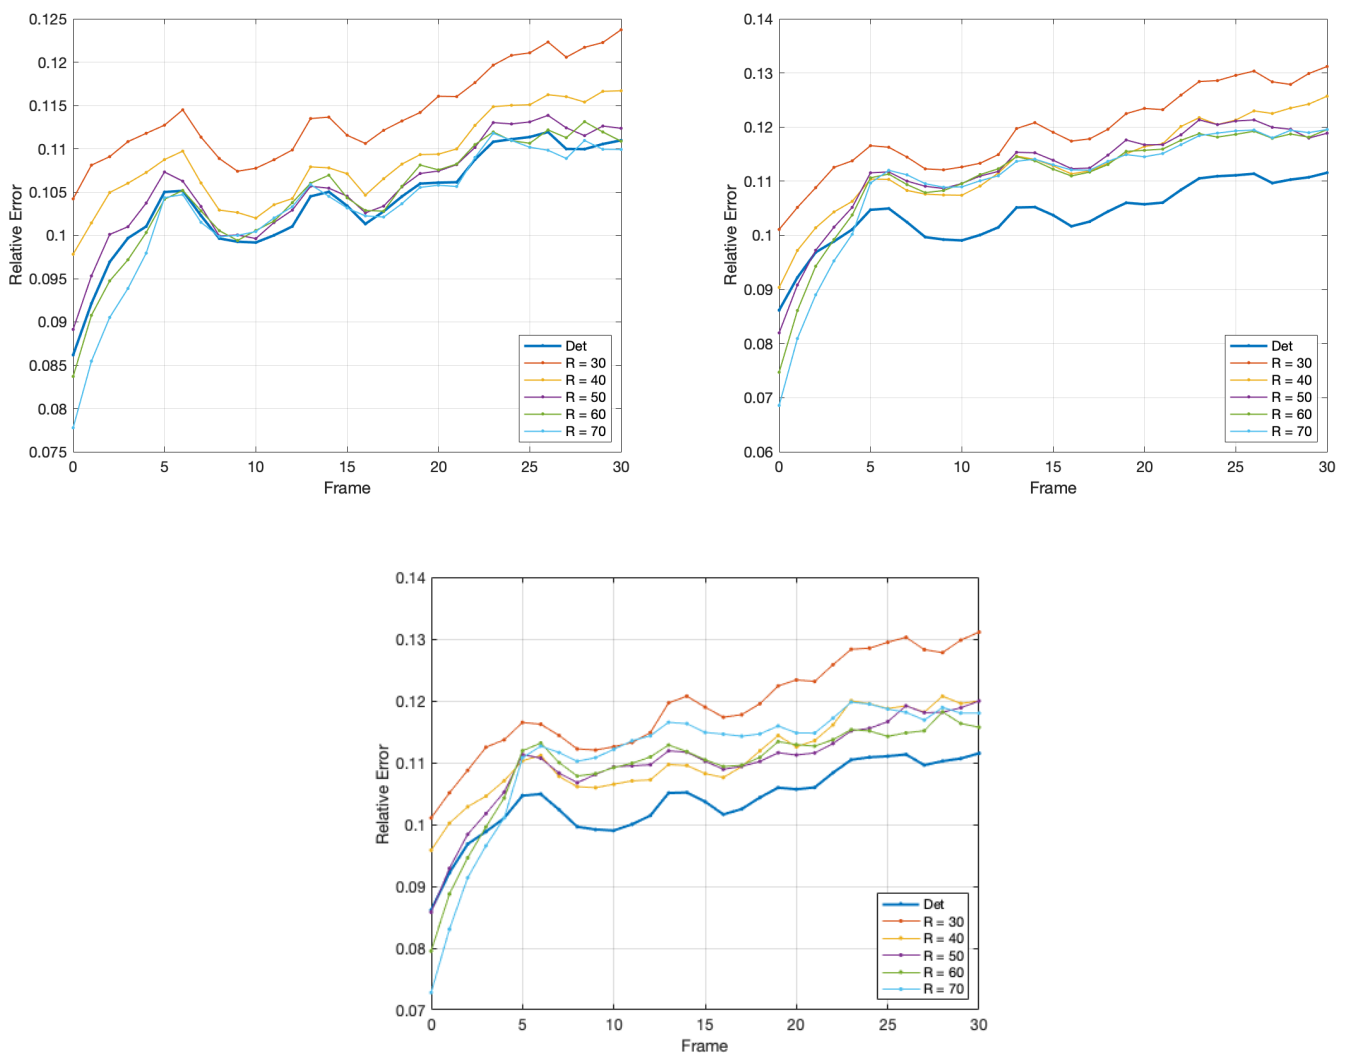 0.125
0.12
0.115
0.11
0.105
0.1
0.095
0.09
0.085
0.08
0.075
Relative Error
0 5 10 15 20 25 30
Frame
Det
R = 30
R = 40
R = 50
R = 60
R = 70
0.14
0.13
0.12
0.11
0.1
0.09
0.08
0.07
0.06
Relative Error
0 5 10 15 20 25 30
Frame
Det
R = 30
R = 40
R = 50
R = 60
R = 70
0.14
0.13
0.12
0.11
0.1
0.09
0.08
0.07
Relative Error
0 5 10 15 20 25 30
Frame
Det
R = 30
R = 40
R = 50
R = 60
R = 70